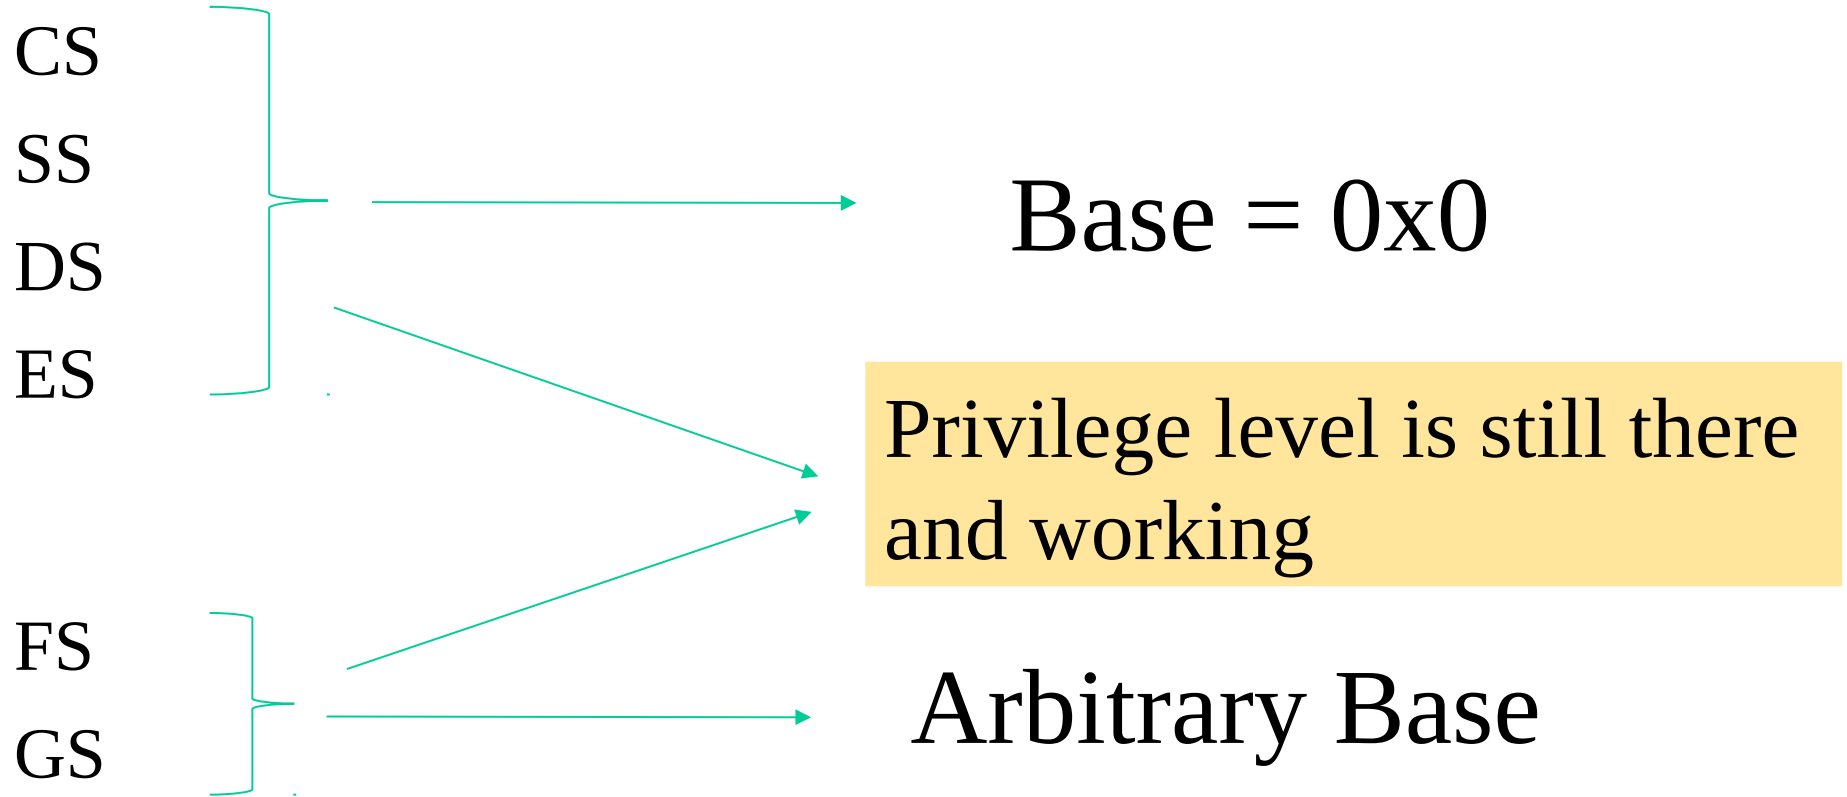 CS
SS
DS
ES
Base = 0x0
Privilege level is still there
and working
FS
GS
Arbitrary Base